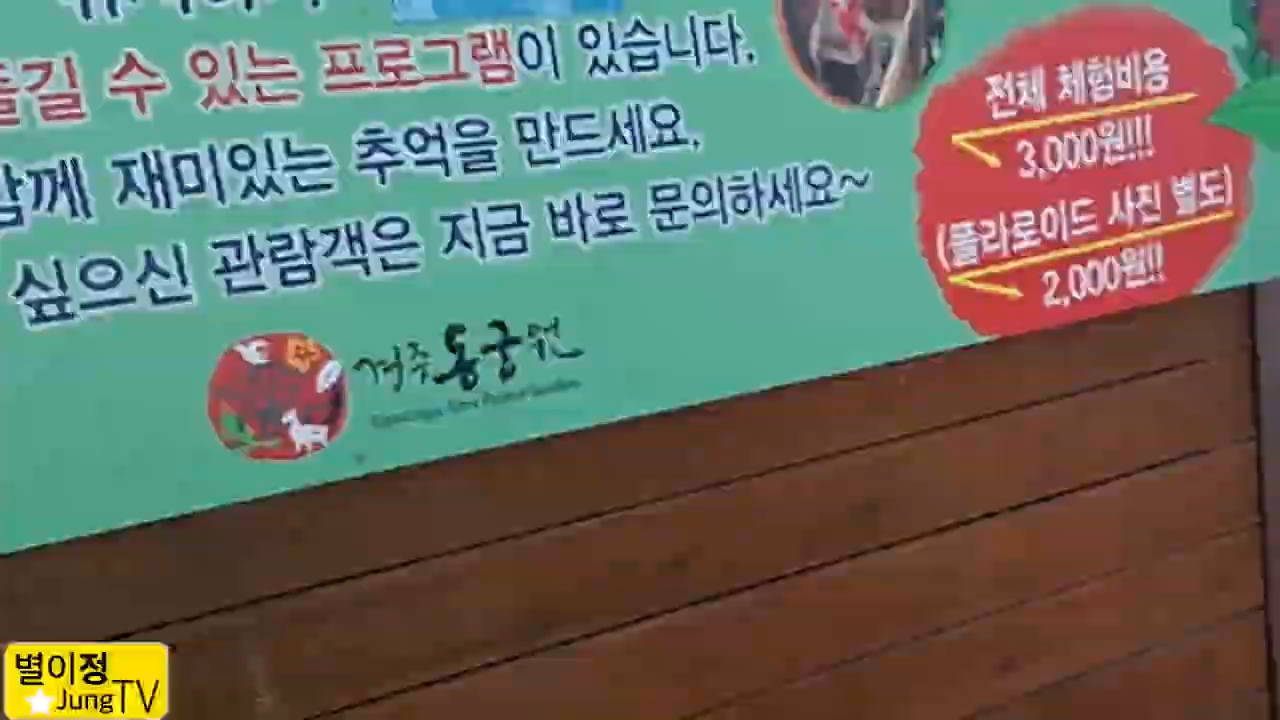 길 수 있는 프로그램이 있습니다.
함께 재미있는 추억을 만드세요.
싶으신 관람객은 지금 바로 문의하세요~
전체 체험비용
3,000원!!!
(폴라로이드 사진 별도)
2,000원!!
경주동궁원
별이정
JungTV